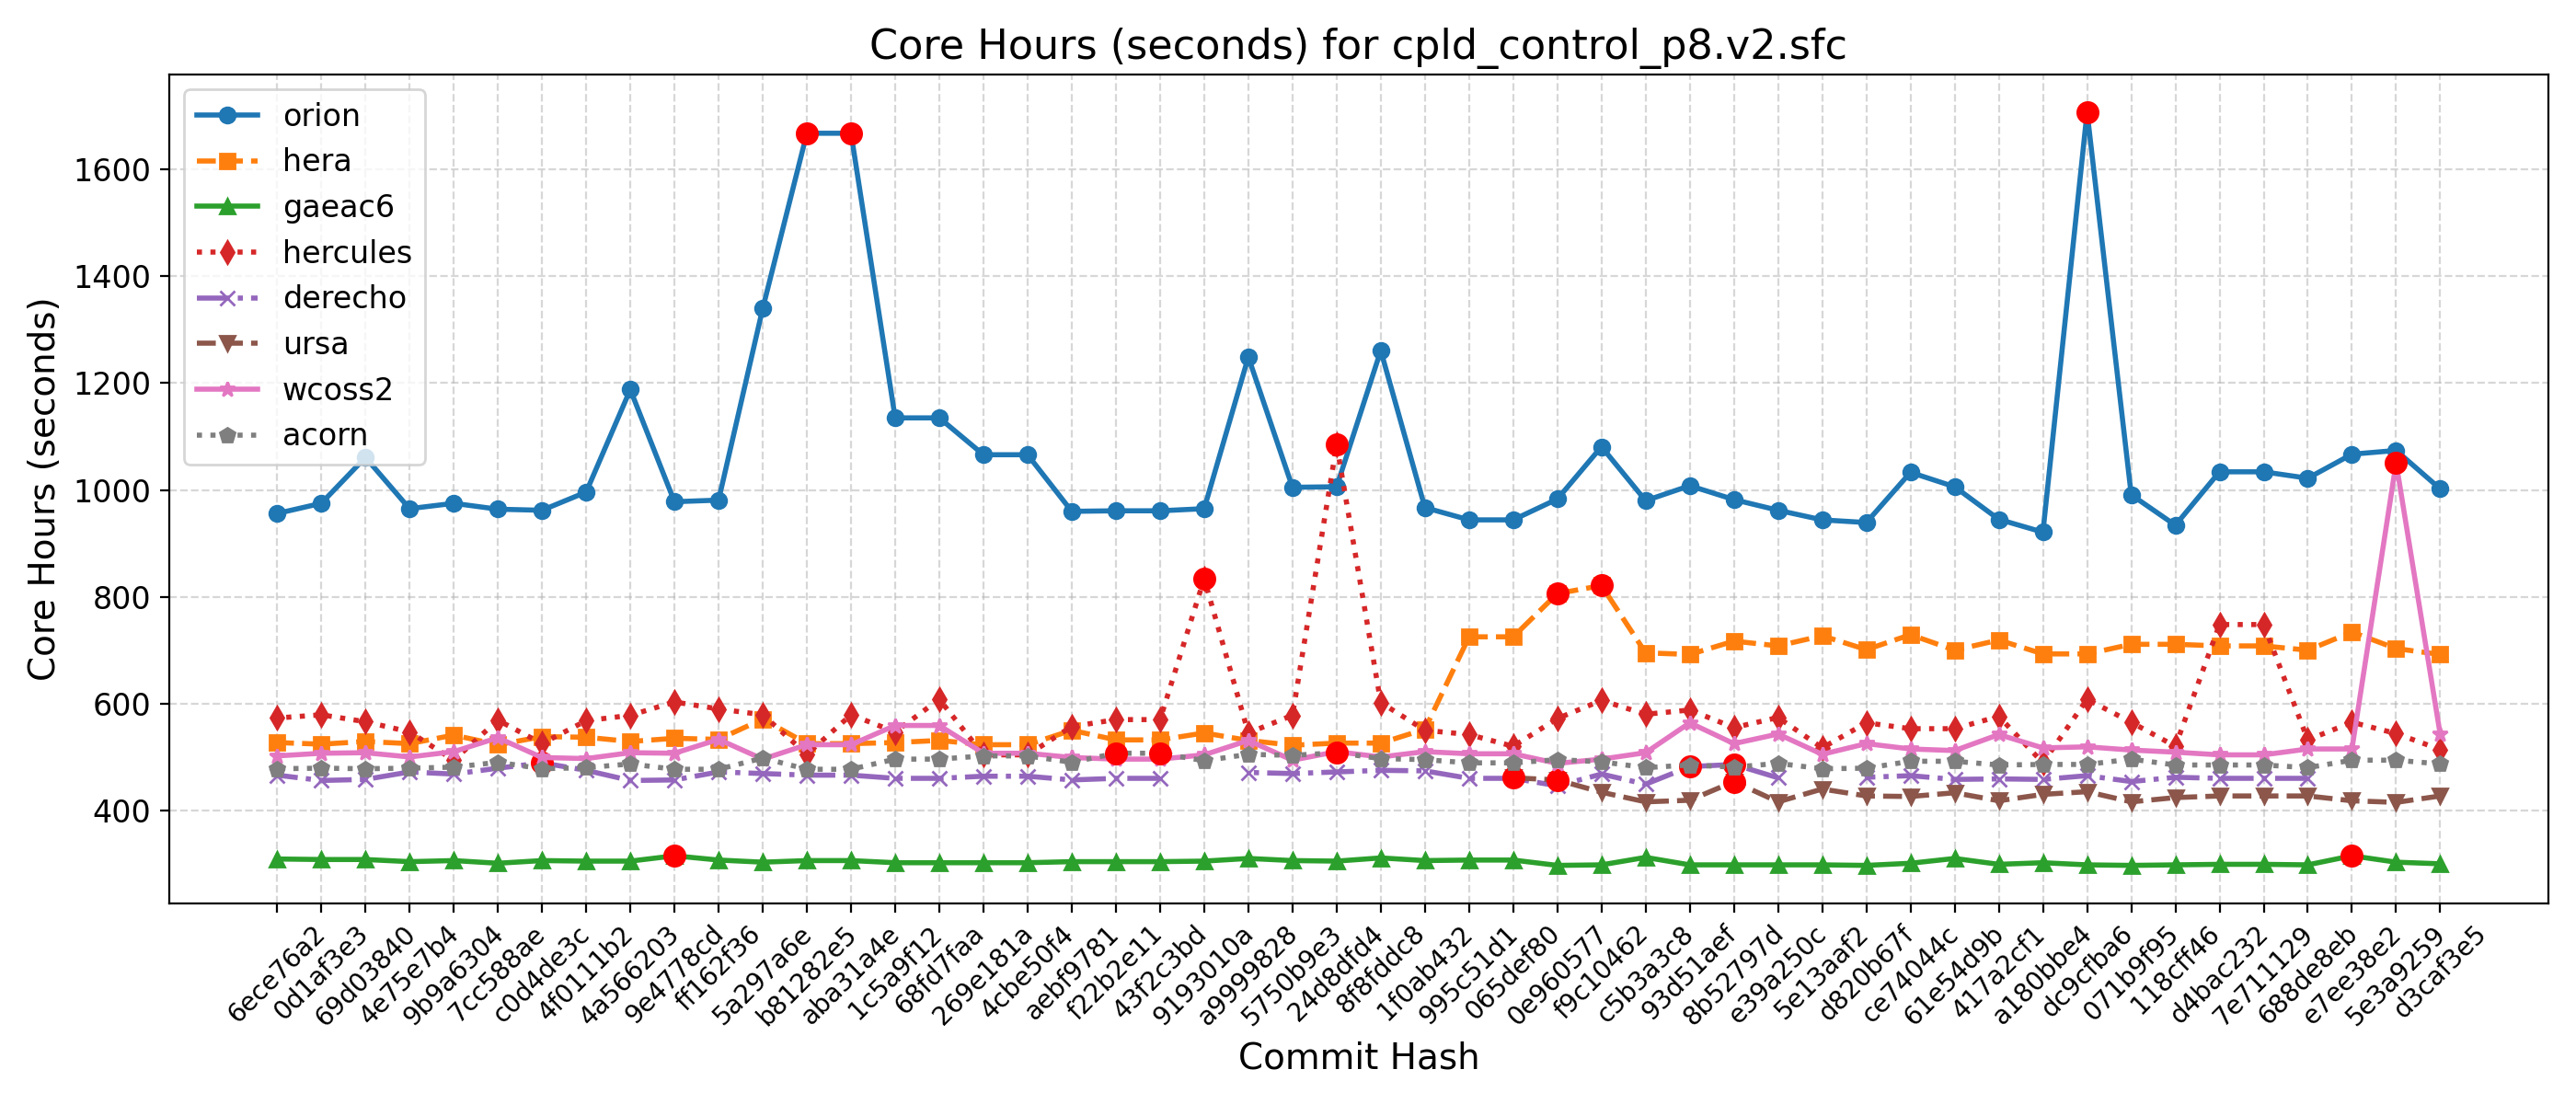 Core Hours (seconds) for cpld_control_p8.v2.sfc
orion
hera
gaeac6
hercules
derecho
ursa
wcoss2
acorn
Core Hours (seconds)
1600
1400
1200
1000
800
600
400
6ece76a2
0d1af3e3
69d03840
4e75e7b4
9b9a6304
7cc588ae
c0d4de3c
4f0111b2
4a566203
9e4778cd
ff162f36
5a297a6e
b81282e5
aba31a4e
1c5a9f12
68fd7faa
269e181a
4cbe50f4
aebf9781
f22b2e11
43f2c3bd
9193010a
a9999828
5750b9e3
24d8dfd4
8f8fddc8
1f0ab432
995c51d1
065def80
0e960577
f9c10462
c5b3a3c8
93d51aef
8b52797d
e39a250c
5e13aaf2
d820b67f
ce74044c
61e54d9b
417a2cf1
a180bbe4
dc9cfba6
071b9f95
118cff46
d4bac232
7e711129
688de8eb
e7ee38e2
5e3a9259
d3caf3e5
Commit Hash